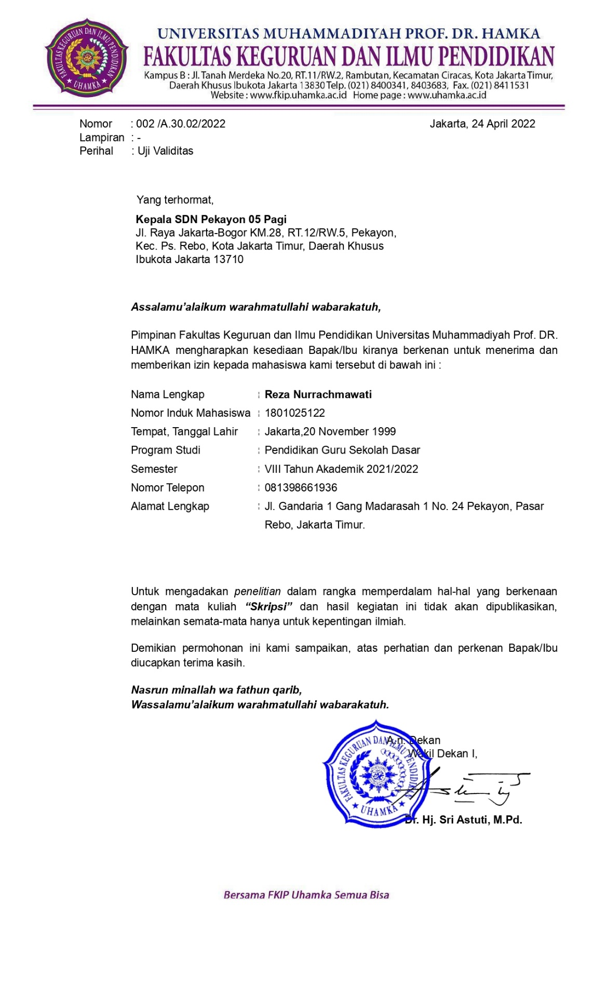 FAKULTAS KEGURUAN DAN ILMU PENDIDIKAN
UHAMKA
UNIVERSITAS MUHAMMADIYAH PROF. DR. HAMKA
FAKULTAS KEGURUAN DAN ILMU PENDIDIKAN
Kampus B : Jl. Tanah Merdeka No.20, RT.11/RW.2, Rambutan, Kecamatan Ciracas, Kota Jakarta Timur,
Daerah Khusus Ibukota Jakarta 13830 Telp. (021) 8400341, 8403683, Fax. (021) 8411531
Website : www.fkip.uhamka.ac.id Home page : www.uhamka.ac.id
Nomor : 002 /A.30.02/2022 Jakarta, 24 April 2022
Lampiran : -
Perihal : Uji Validitas
Yang terhormat,
Kepala SDN Pekayon 05 Pagi
Jl. Raya Jakarta-Bogor KM.28, RT.12/RW.5, Pekayon,
Kec. Ps. Rebo, Kota Jakarta Timur, Daerah Khusus
Ibukota Jakarta 13710
Assalamu’alaikum warahmatullahi wabarakatuh,
Pimpinan Fakultas Keguruan dan Ilmu Pendidikan Universitas Muhammadiyah Prof. DR.
HAMKA mengharapkan kesediaan Bapak/Ibu kiranya berkenan untuk menerima dan
memberikan izin kepada mahasiswa kami tersebut di bawah ini :
Nama Lengkap : Reza Nurrachmawati
Nomor Induk Mahasiswa : 1801025122
Tempat, Tanggal Lahir : Jakarta,20 November 1999
Program Studi : Pendidikan Guru Sekolah Dasar
Semester : VIII Tahun Akademik 2021/2022
Nomor Telepon : 081398661936
Alamat Lengkap : Jl. Gandaria 1 Gang Madarasah 1 No. 24 Pekayon, Pasar
Rebo, Jakarta Timur.
Untuk mengadakan penelitian dalam rangka memperdalam hal-hal yang berkenaan
dengan mata kuliah “Skripsi” dan hasil kegiatan ini tidak akan dipublikasikan,
melainkan semata-mata hanya untuk kepentingan ilmiah.
Demikian permohonan ini kami sampaikan, atas perhatian dan perkenan Bapak/Ibu
diucapkan terima kasih.
Nasrun minallah wa fathun qarib,
Wassalamu’alaikum warahmatullahi wabarakatuh.
A.n. Dekan
Wakil Dekan I,
FAKULTAS KEGURUAN DAN ILMU PENDIDIKAN
UHAMKA
Dr. Hj. Sri Astuti, M.Pd.
Bersama FKIP Uhamka Semua Bisa